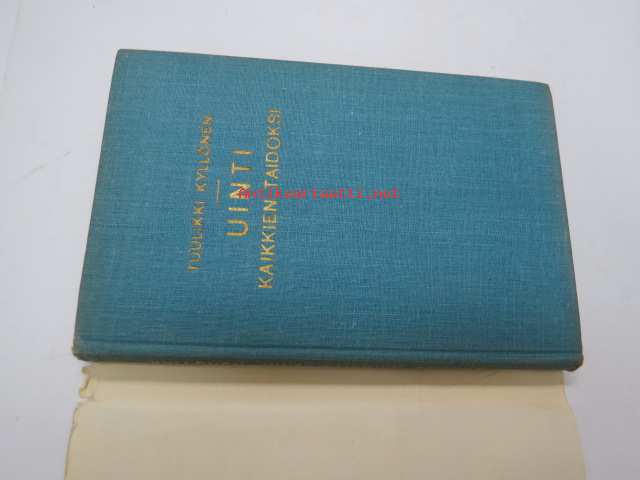 TUULIKKI KYLLÖNEN
UINTI
KAIKKIEN TAIDOKSI